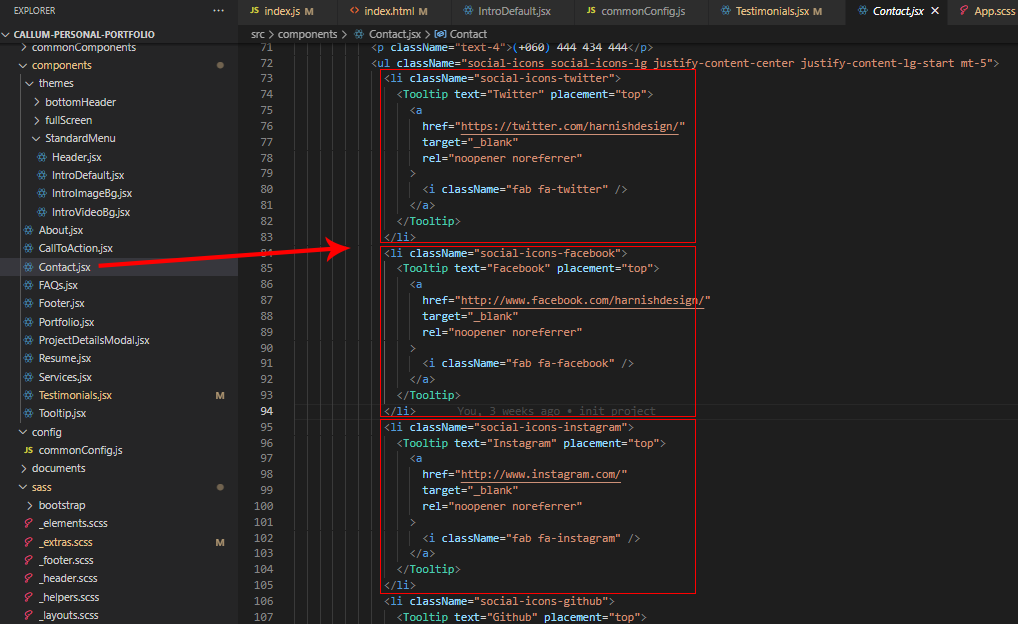 EXPLORER
CALLUM-PERSONAL-PORTFOLIO
commonComponents
components
themes
bottomHeader
fullScreen
StandardMenu
Header.jsx
IntroDefault.jsx
IntroImageBg.jsx
IntroVideoBg.jsx
About.jsx
CallToAction.jsx
Contact.jsx
FAQs.jsx
Footer.jsx
Portfolio.jsx
ProjectDetailsModal.jsx
Resume.jsx
Services.jsx
Testimonials.jsx M
Tooltip.jsx
config
JS commonConfig.js
documents
sass
bootstrap
_elements.scss
_extras.scss M
_footer.scss
_header.scss
_helpers.scss
_layouts.scss
JS index.js M <> index.html M IntroDefault.jsx JS commonConfig.js Testimonials.jsx M Contact.jsx × App.scss
src > components > Contact.jsx > Contact
71 <p className="text-4">(+060) 444 434 444</p>
72 <ul className="social-icons social-icons-lg justify-content-center justify-content-lg-start mt-5">
73 <li className="social-icons-twitter">
74 <Tooltip text="Twitter" placement="top">
75 <a
76 href="https://twitter.com/harnishdesign/"
77 target="_blank"
78 rel="noopener noreferrer"
79 >
80 <i className="fab fa-twitter" />
81 </a>
82 </Tooltip>
83 </li>
84 <li className="social-icons-facebook">
85 <Tooltip text="Facebook" placement="top">
86 <a
87 href="http://www.facebook.com/harnishdesign/"
88 target="_blank"
89 rel="noopener noreferrer"
90 >
91 <i className="fab fa-facebook" />
92 </a>
93 </Tooltip>
94 </li> You, 3 weeks ago • init project
95 <li className="social-icons-instagram">
96 <Tooltip text="Instagram" placement="top">
97 <a
98 href="http://www.instagram.com/"
99 target="_blank"
100 rel="noopener noreferrer"
101 >
102 <i className="fab fa-instagram" />
103 </a>
104 </Tooltip>
105 </li>
106 <li className="social-icons-github">
107 <Tooltip text="Github" placement="top">